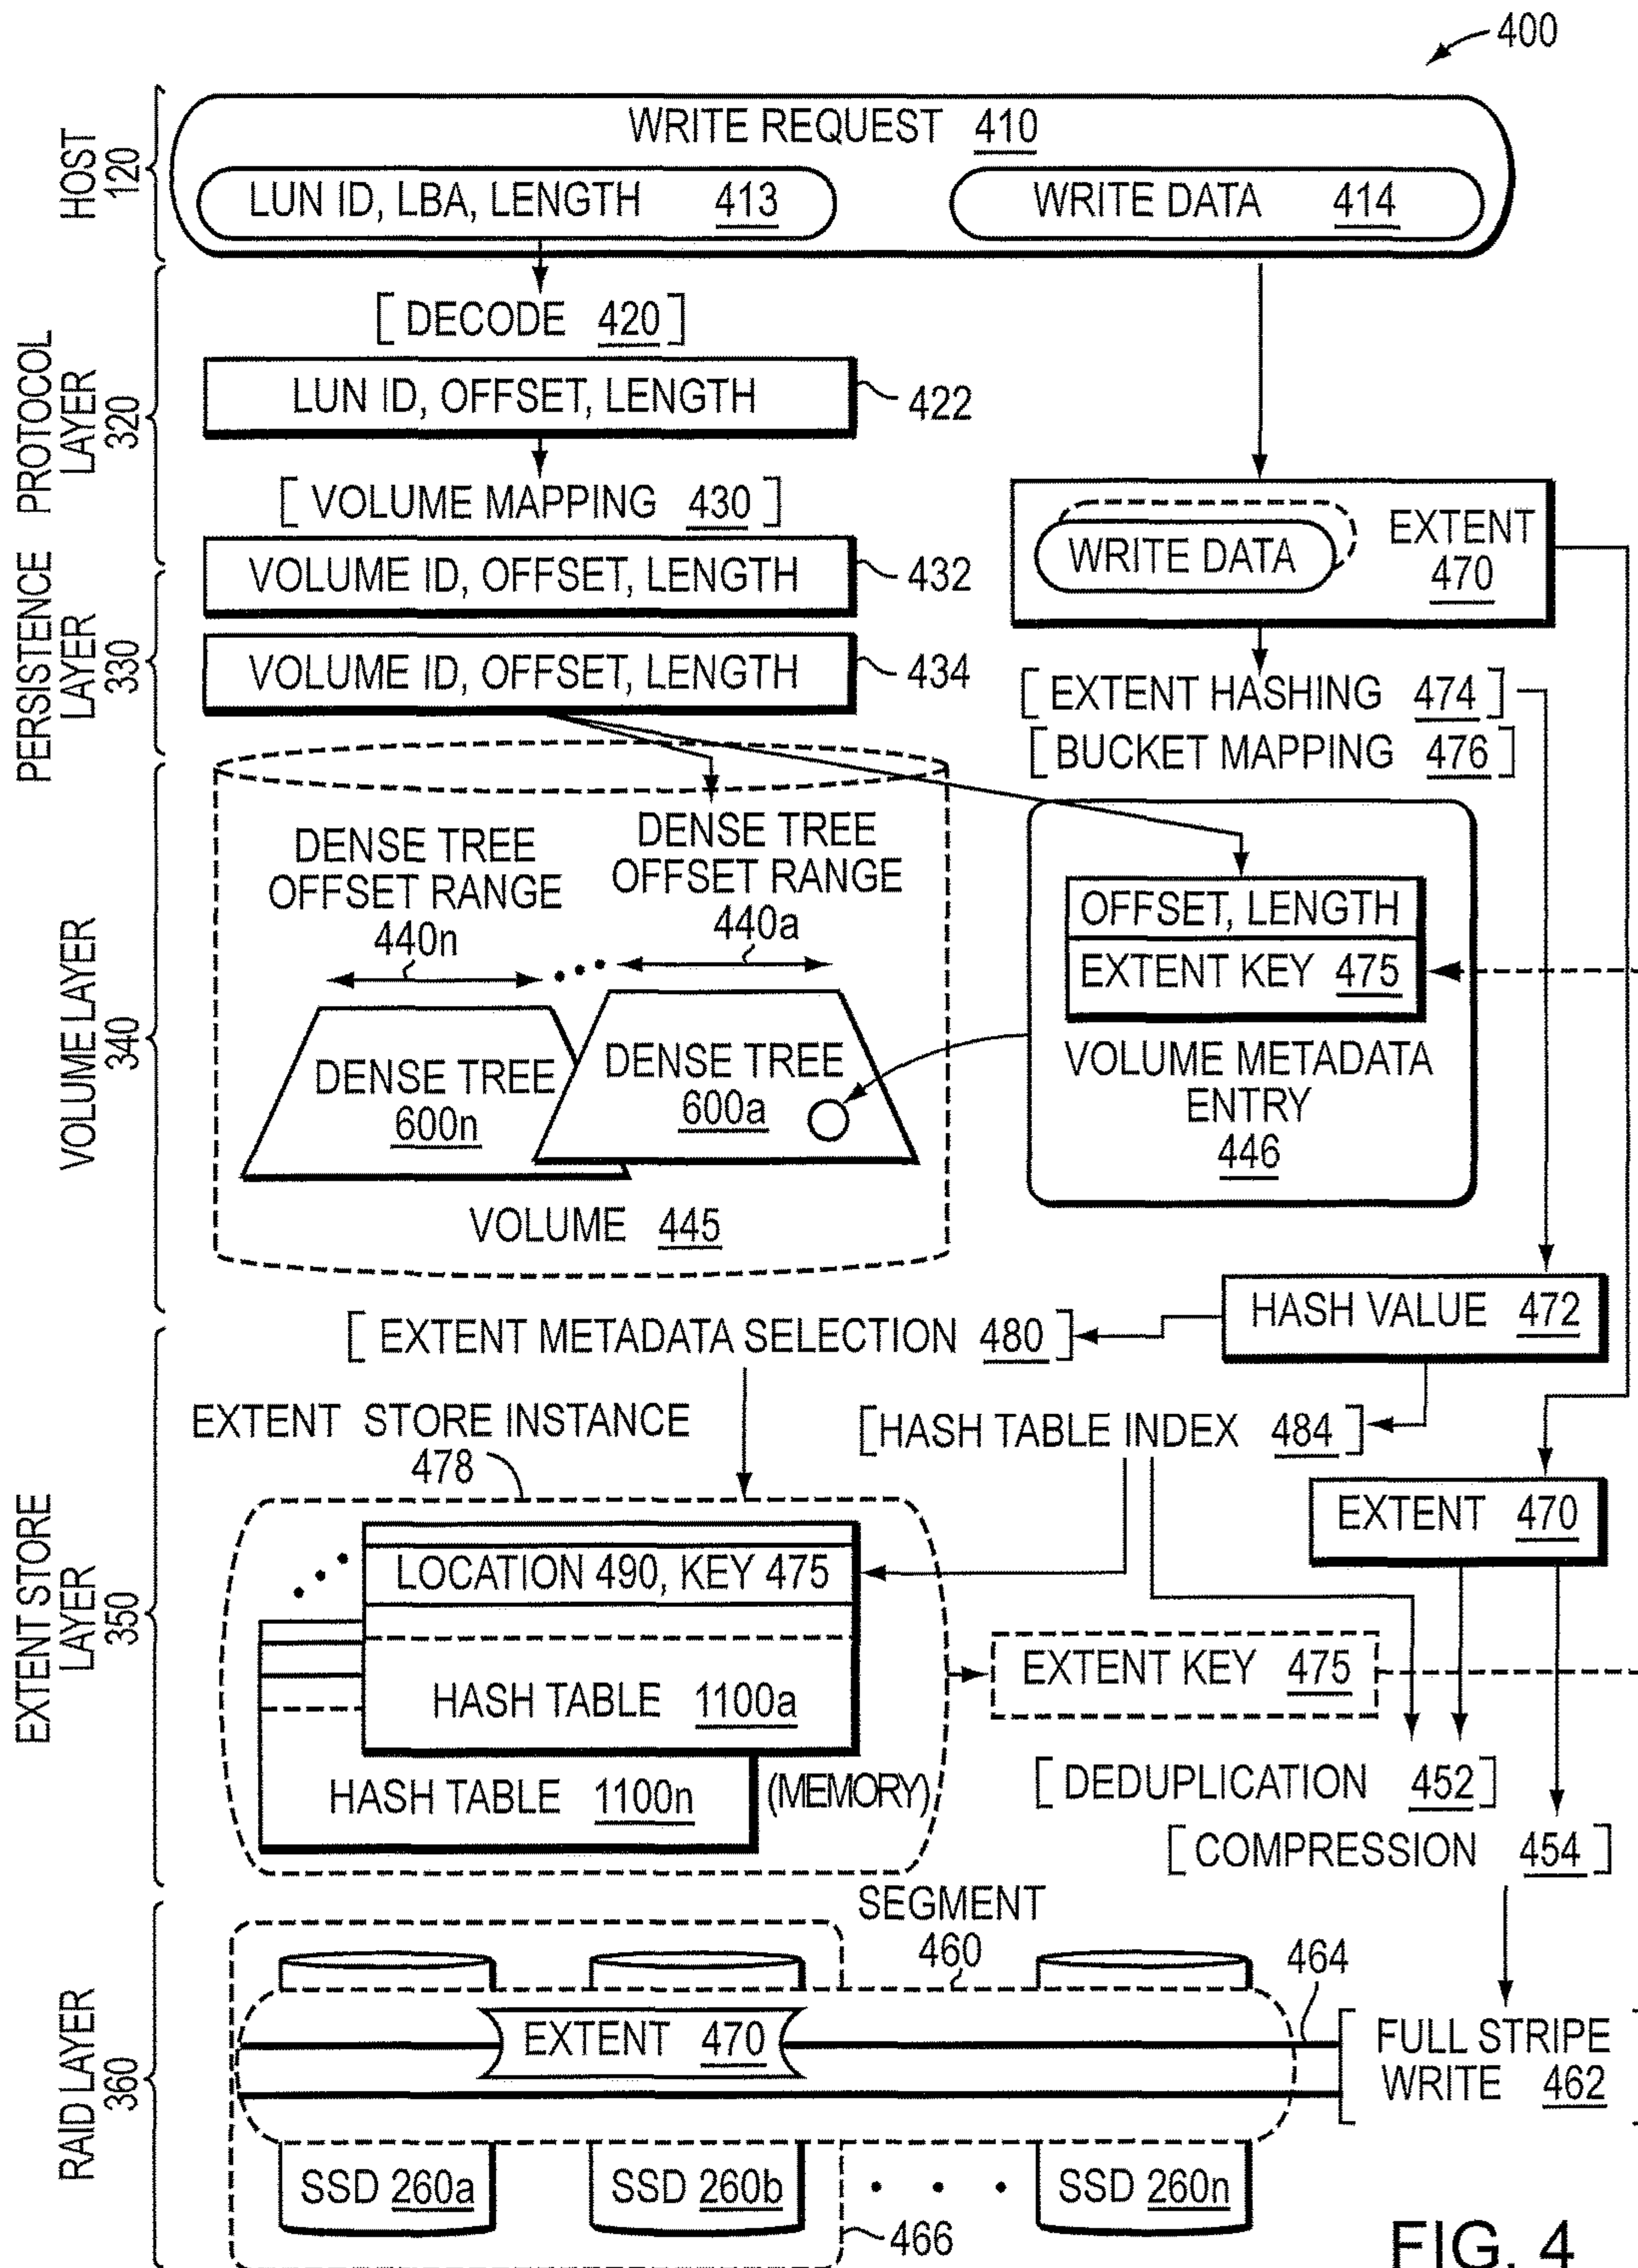 400
HOST
120
WRITE REQUEST 410
LUN ID, LBA, LENGTH 413
WRITE DATA 414
PROTOCOL
LAYER
320
[DECODE 420]
LUN ID, OFFSET, LENGTH
422
[VOLUME MAPPING 430]
VOLUME ID, OFFSET, LENGTH
432
WRITE DATA
EXTENT
470
PERSISTENCE
LAYER
330
VOLUME ID, OFFSET, LENGTH
434
[EXTENT HASHING 474]
[BUCKET MAPPING 476]
VOLUME LAYER
340
DENSE TREE
OFFSET RANGE
440n
DENSE TREE
OFFSET RANGE
440a
DENSE TREE
600n
DENSE TREE
600a
VOLUME 445
OFFSET, LENGTH
EXTENT KEY 475
VOLUME METADATA
ENTRY
446
HASH VALUE 472
EXTENT STORE
LAYER
350
[EXTENT METADATA SELECTION 480]
EXTENT STORE INSTANCE
478
[HASH TABLE INDEX 484]
EXTENT 470
LOCATION 490, KEY 475
HASH TABLE 1100a
HASH TABLE 1100n
(MEMORY)
EXTENT KEY 475
[DEDUPLICATION 452]
[COMPRESSION 454]
RAID LAYER
360
SEGMENT
460
464
EXTENT 470
[FULL STRIPE
WRITE 462]
SSD 260a
SSD 260b
SSD 260n
466
FIG. 4